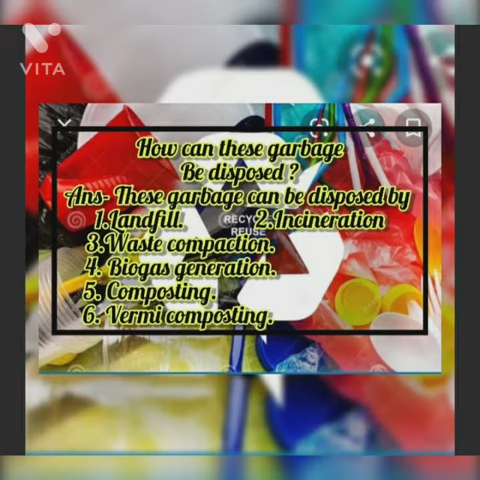 VITA
How can these garbage
Be disposed ?
Ans- These garbage can be disposed by
1.Landfill. 2.Incineration
3,Waste compaction.
4. Biogas generation.
5. Composting.
6. Vermi composting.
REUSE